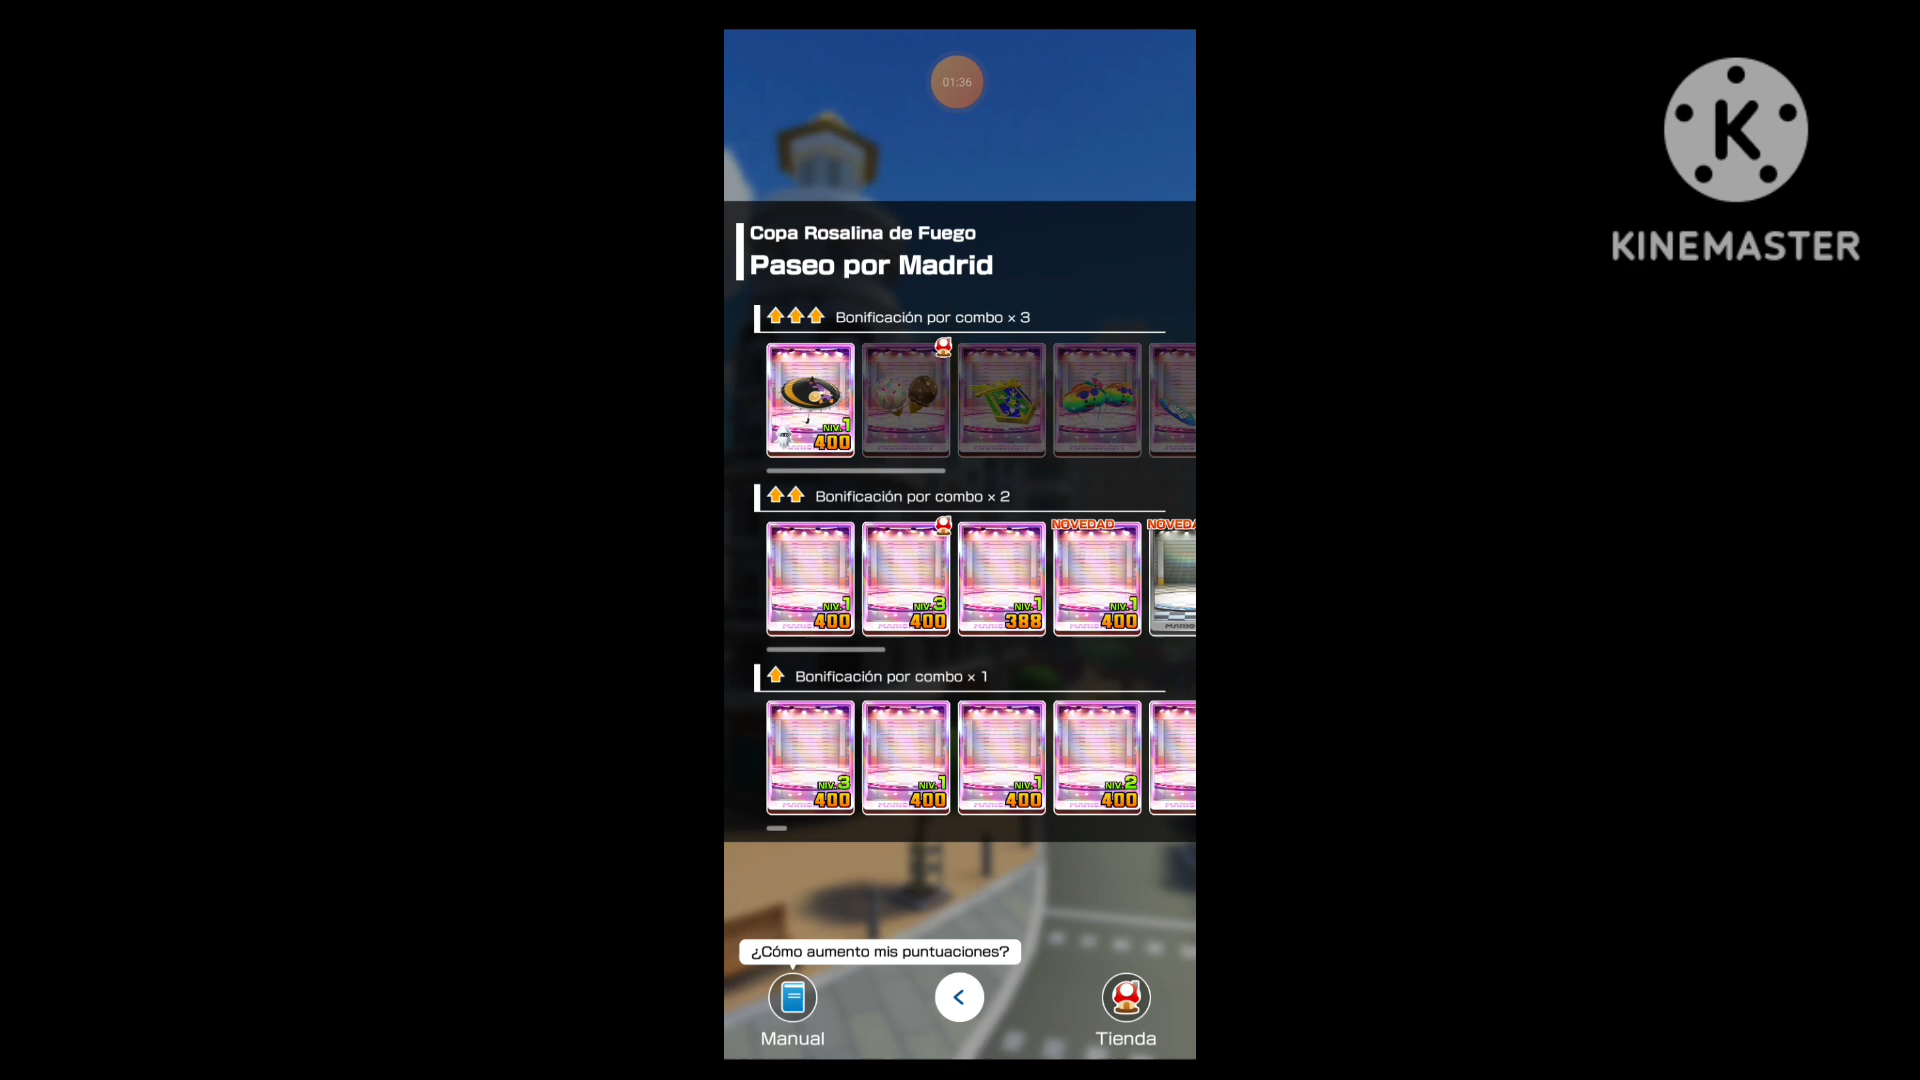 01:36
K
KINEMASTER
Copa Rosalina de Fuego
Paseo por Madrid
Bonificación por combo × 3
NIV.1
400
Bonificación por combo × 2
NOVEDAD
NIV.1
400
NIV.3
400
NIV.1
388
NIV.1
400
Bonificación por combo × 1
NIV.3
400
NIV.1
400
NIV.1
400
NIV.2
400
¿Cómo aumento mis puntuaciones?
Manual
<
Tienda